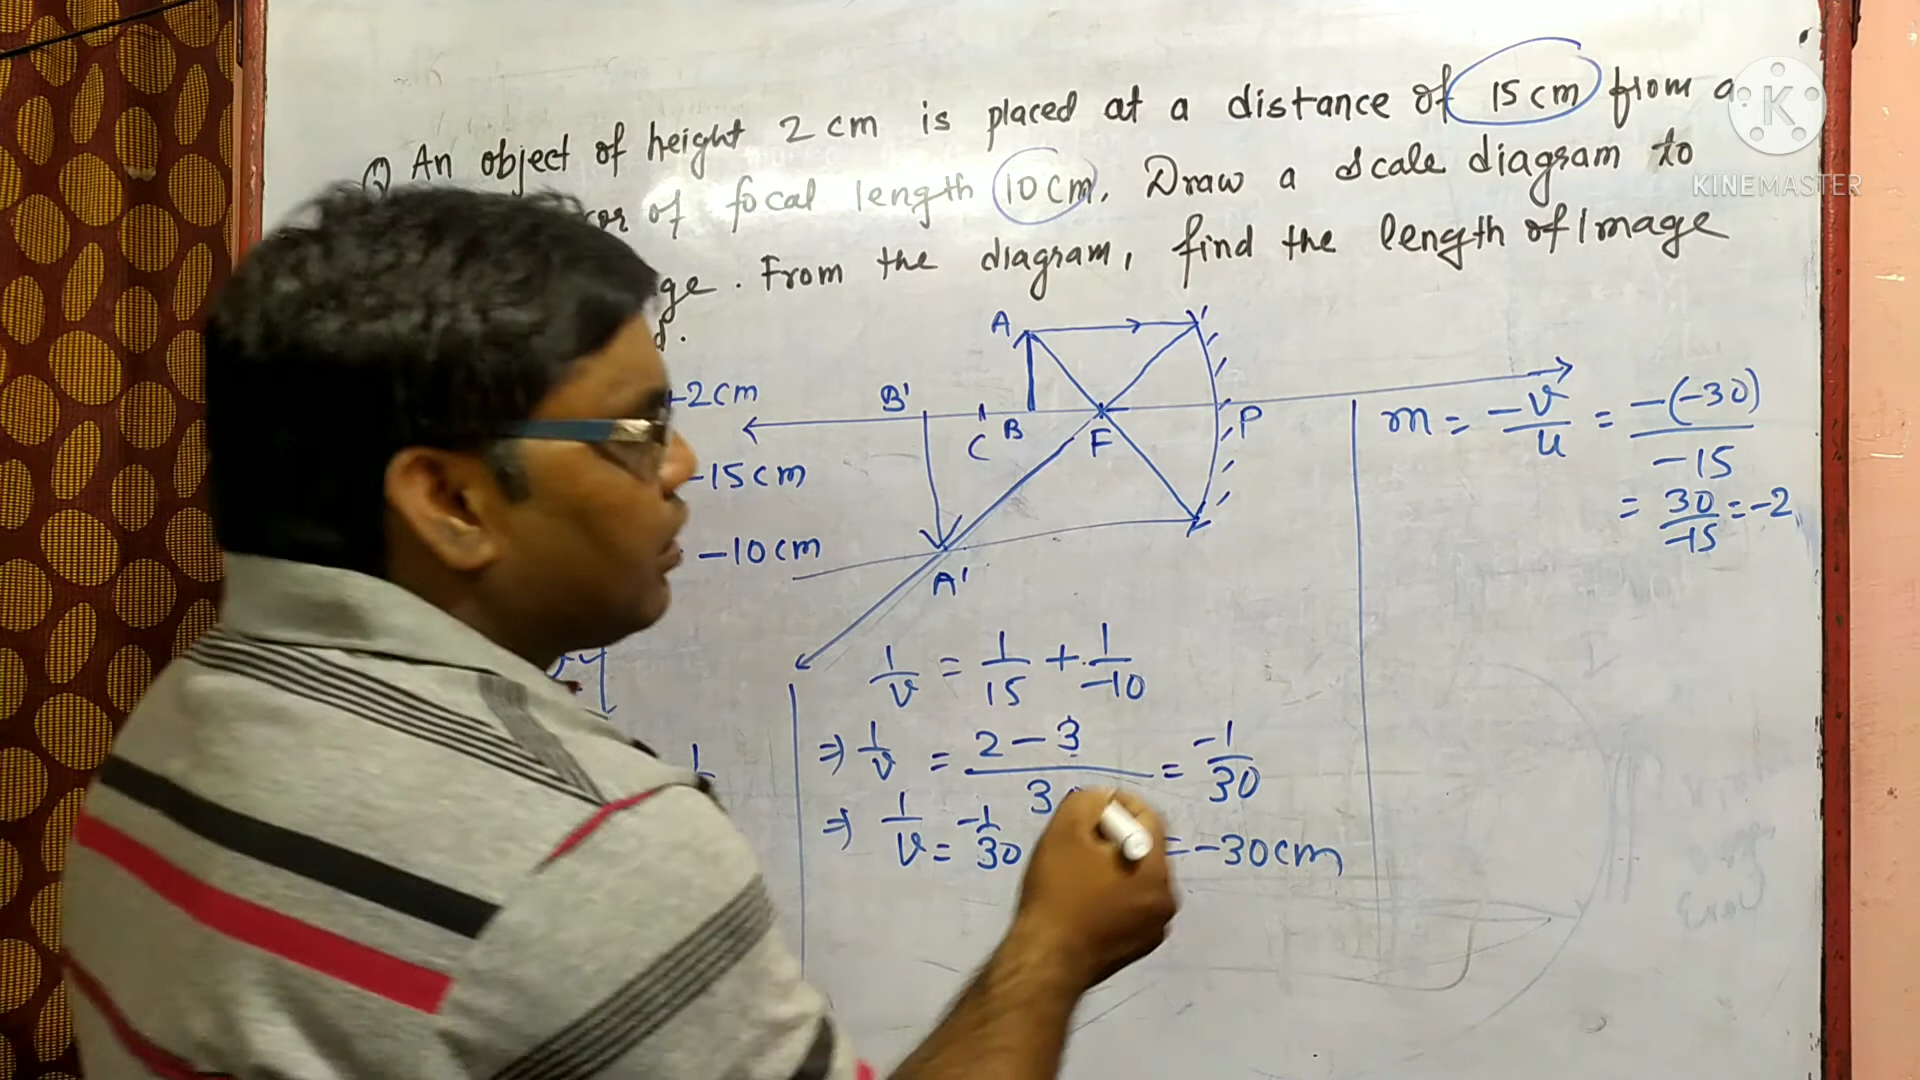 Q) An object of height 2 cm is placed at a distance of 15 cm from a
of focal length 10 cm. Draw a scale diagram to
From the diagram, find the length of Image
K
KINEMASTER
A
B'
C
B
F
P
A'
+2cm
-15cm
-10cm
1/v = 1/15 + 1/-10
⇒ 1/v = 2-3/30 = -1/30
⇒ 1/v = -1/30
= -30cm
m = -v/u = -(-30)/-15
= 30/-15 = -2